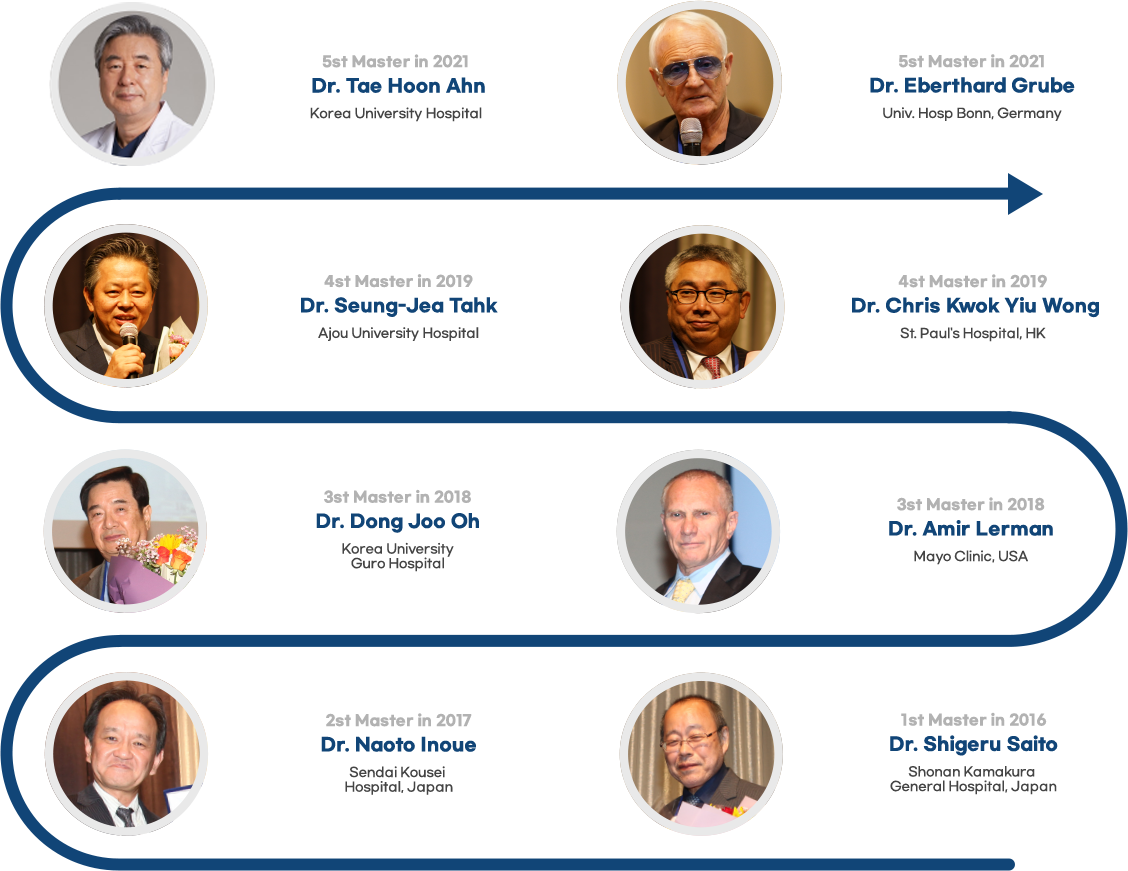 5st Master in 2021
Dr. Tae Hoon Ahn
Korea University Hospital
5st Master in 2021
Dr. Eberthard Grube
Univ. Hosp Bonn, Germany
4st Master in 2019
Dr. Seung-Jea Tahk
Ajou University Hospital
4st Master in 2019
Dr. Chris Kwok Yiu Wong
St. Paul's Hospital, HK
3st Master in 2018
Dr. Dong Joo Oh
Korea University
Guro Hospital
3st Master in 2018
Dr. Amir Lerman
Mayo Clinic, USA
2st Master in 2017
Dr. Naoto Inoue
Sendai Kousei
Hospital, Japan
1st Master in 2016
Dr. Shigeru Saito
Shonan Kamakura
General Hospital, Japan